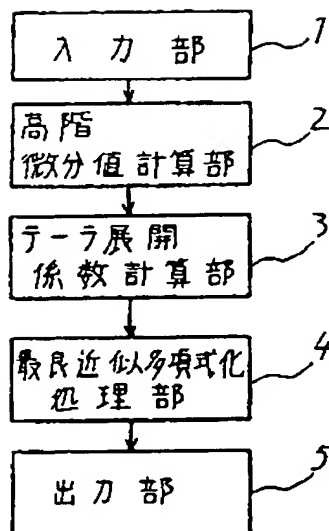 入力部
1
高階
微分値計算部
2
テーラ展開
係数計算部
3
最良近似多項式化
処理部
4
出力部
5